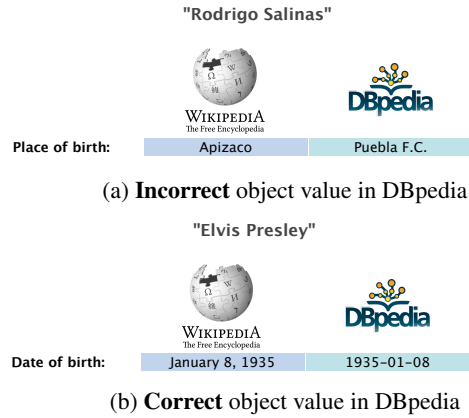 "Rodrigo Salinas"
WIKIPEDIA
The Free Encyclopedia
DBpedia
Place of birth: Apizaco Puebla F.C.
(a) Incorrect object value in DBpedia
"Elvis Presley"
WIKIPEDIA
The Free Encyclopedia
DBpedia
Date of birth: January 8, 1935 1935-01-08
(b) Correct object value in DBpedia